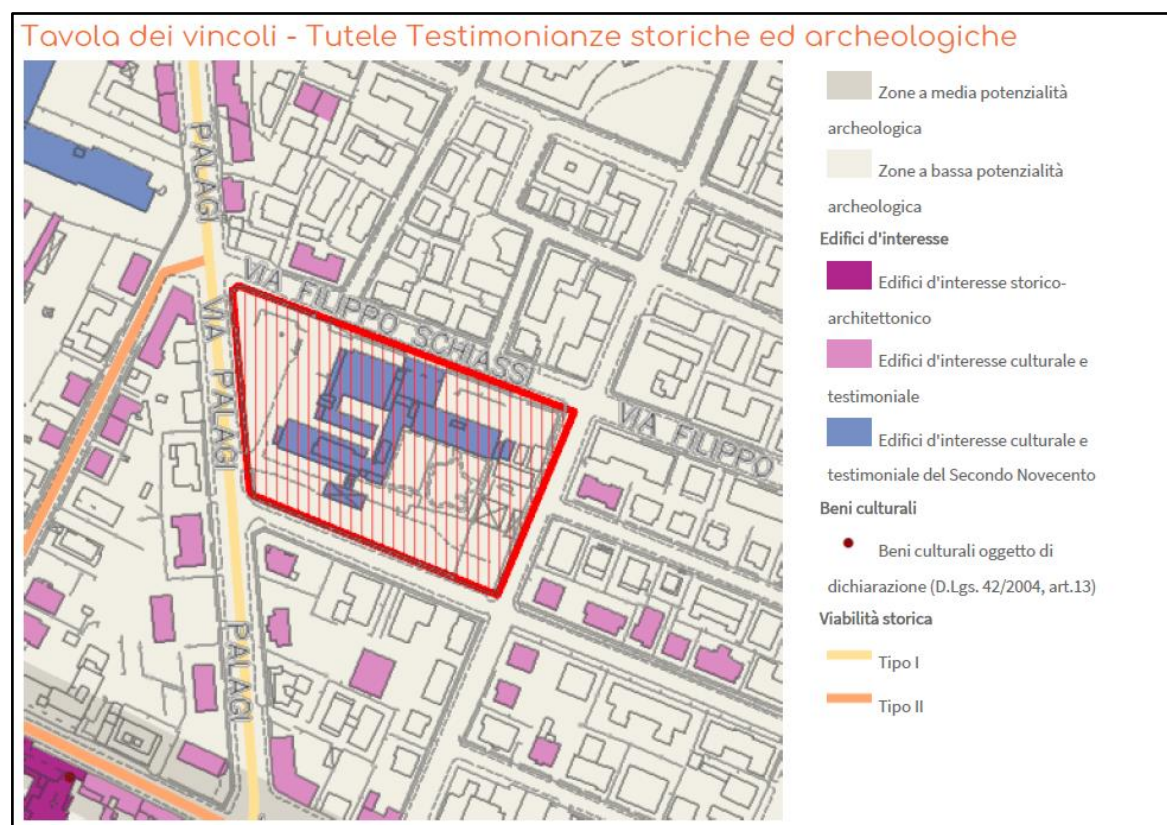 Tavola dei vincoli - Tutele Testimonianze storiche ed archeologiche
PALAGI
VIA FILIPPO SCHIASSI
VIA PALAGI
VIA FILIPPO
PALAGI
Zone a media potenzialità
archeologica
Zone a bassa potenzialità
archeologica
Edifici d'interesse
Edifici d'interesse storico-
architettonico
Edifici d'interesse culturale e
testimoniale
Edifici d'interesse culturale e
testimoniale del Secondo Novecento
Beni culturali
Beni culturali oggetto di
dichiarazione (D.Lgs. 42/2004, art.13)
Viabilità storica
Tipo I
Tipo II